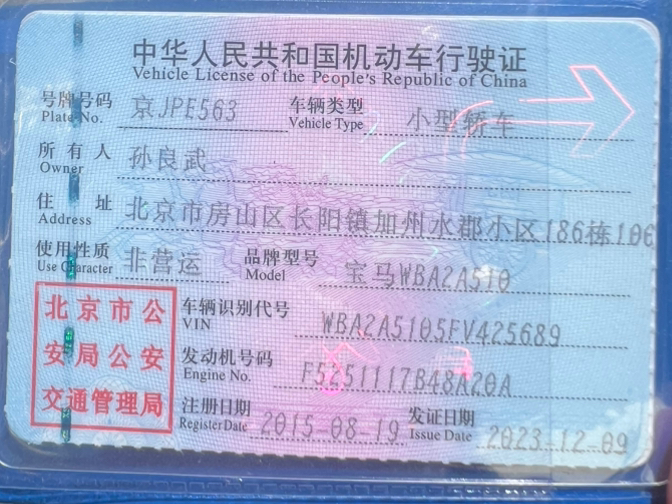 中华人民共和国机动车行驶证
Vehicle License of the People's Republic of China
号牌号码 京JPE563 车辆类型 小型轿车
Plate No. Vehicle Type
所有人 孙良武
Owner
住址 北京市房山区长阳镇加州水郡小区186栋106
Address
使用性质 非营运 品牌型号 宝马WBA2A510
Use Character Model
北京市公
安局公安
交通管理局
车辆识别代号 WBA2A5105FV425689
VIN
发动机号码 F5251117B48A20A
Engine No.
注册日期 2015-08-19 发证日期 2023-12-09
Register Date Issue Date